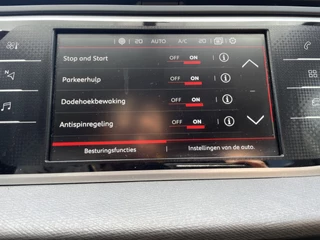 20 AUTO A/C 20
Stop and Start OFF ON
Parkeerhulp OFF ON
Dodehoekbewaking OFF ON
Antispinregeling OFF ON
Besturingsfuncties Instellingen van de auto.